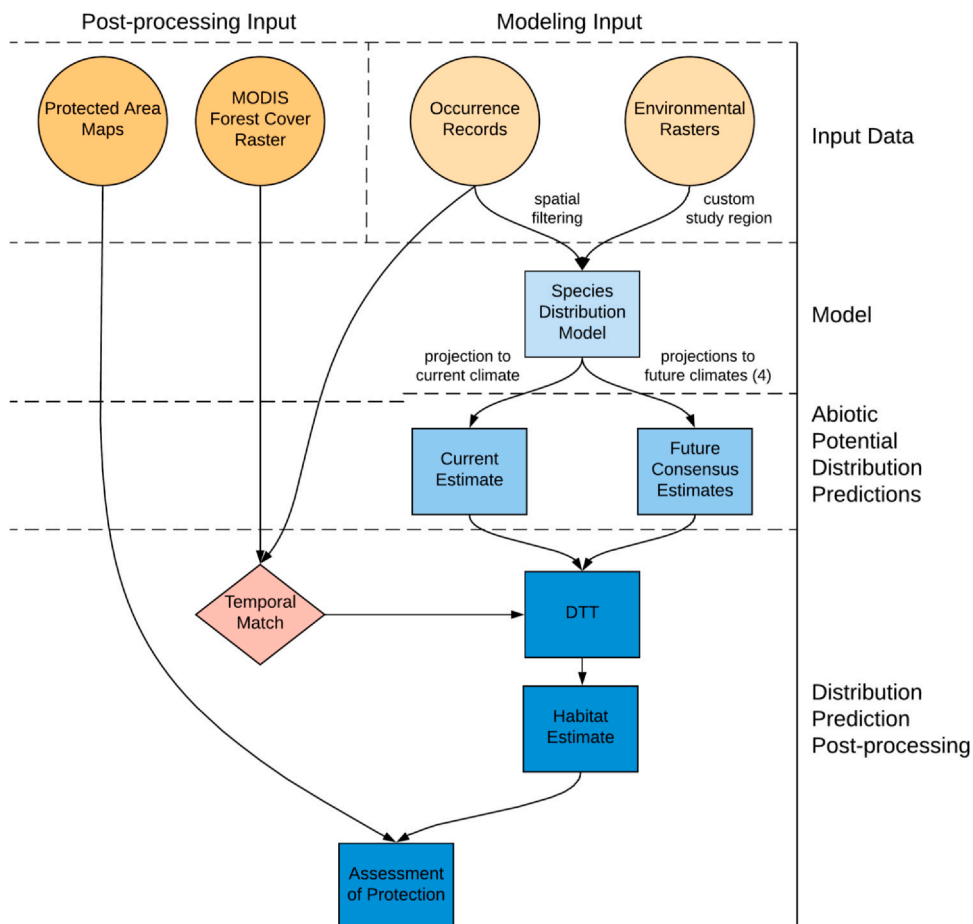 Post-processing Input
Modeling Input
Protected Area
Maps
MODIS
Forest Cover
Raster
Occurrence
Records
Environmental
Rasters
Input Data
spatial
filtering
custom
study region
Species
Distribution
Model
Model
projection to
current climate
projections to
future climates (4)
Current
Estimate
Future
Consensus
Estimates
Abiotic
Potential
Distribution
Predictions
Temporal
Match
DTT
Habitat
Estimate
Distribution
Prediction
Post-processing
Assessment
of Protection